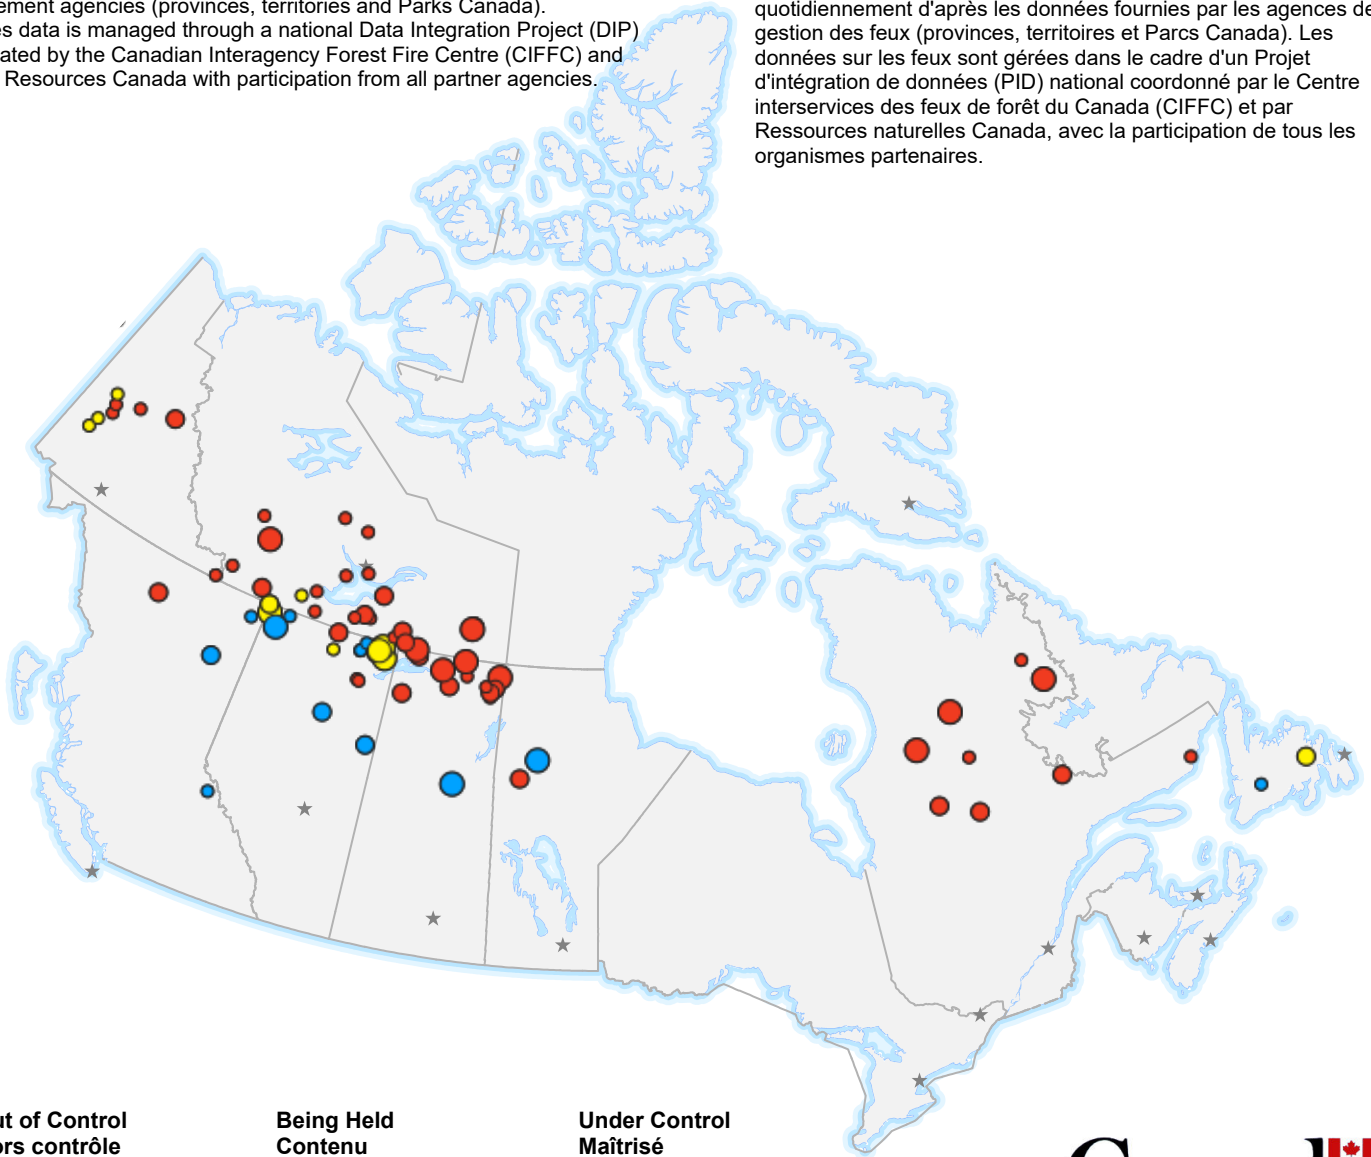 ement agencies (provinces, territories and Parks Canada).
es data is managed through a national Data Integration Project (DIP)
ated by the Canadian Interagency Forest Fire Centre (CIFFC) and
Resources Canada with participation from all partner agencies.
quotidiennement d'après les données fournies par les agences de
gestion des feux (provinces, territoires et Parcs Canada). Les
données sur les feux sont gérées dans le cadre d'un Projet
d'intégration de données (PID) national coordonné par le Centre
interservices des feux de forêt du Canada (CIFFC) et par
Ressources naturelles Canada, avec la participation de tous les
organismes partenaires.
ut of Control
ors contrôle
Being Held
Contenu
Under Control
Maîtrisé